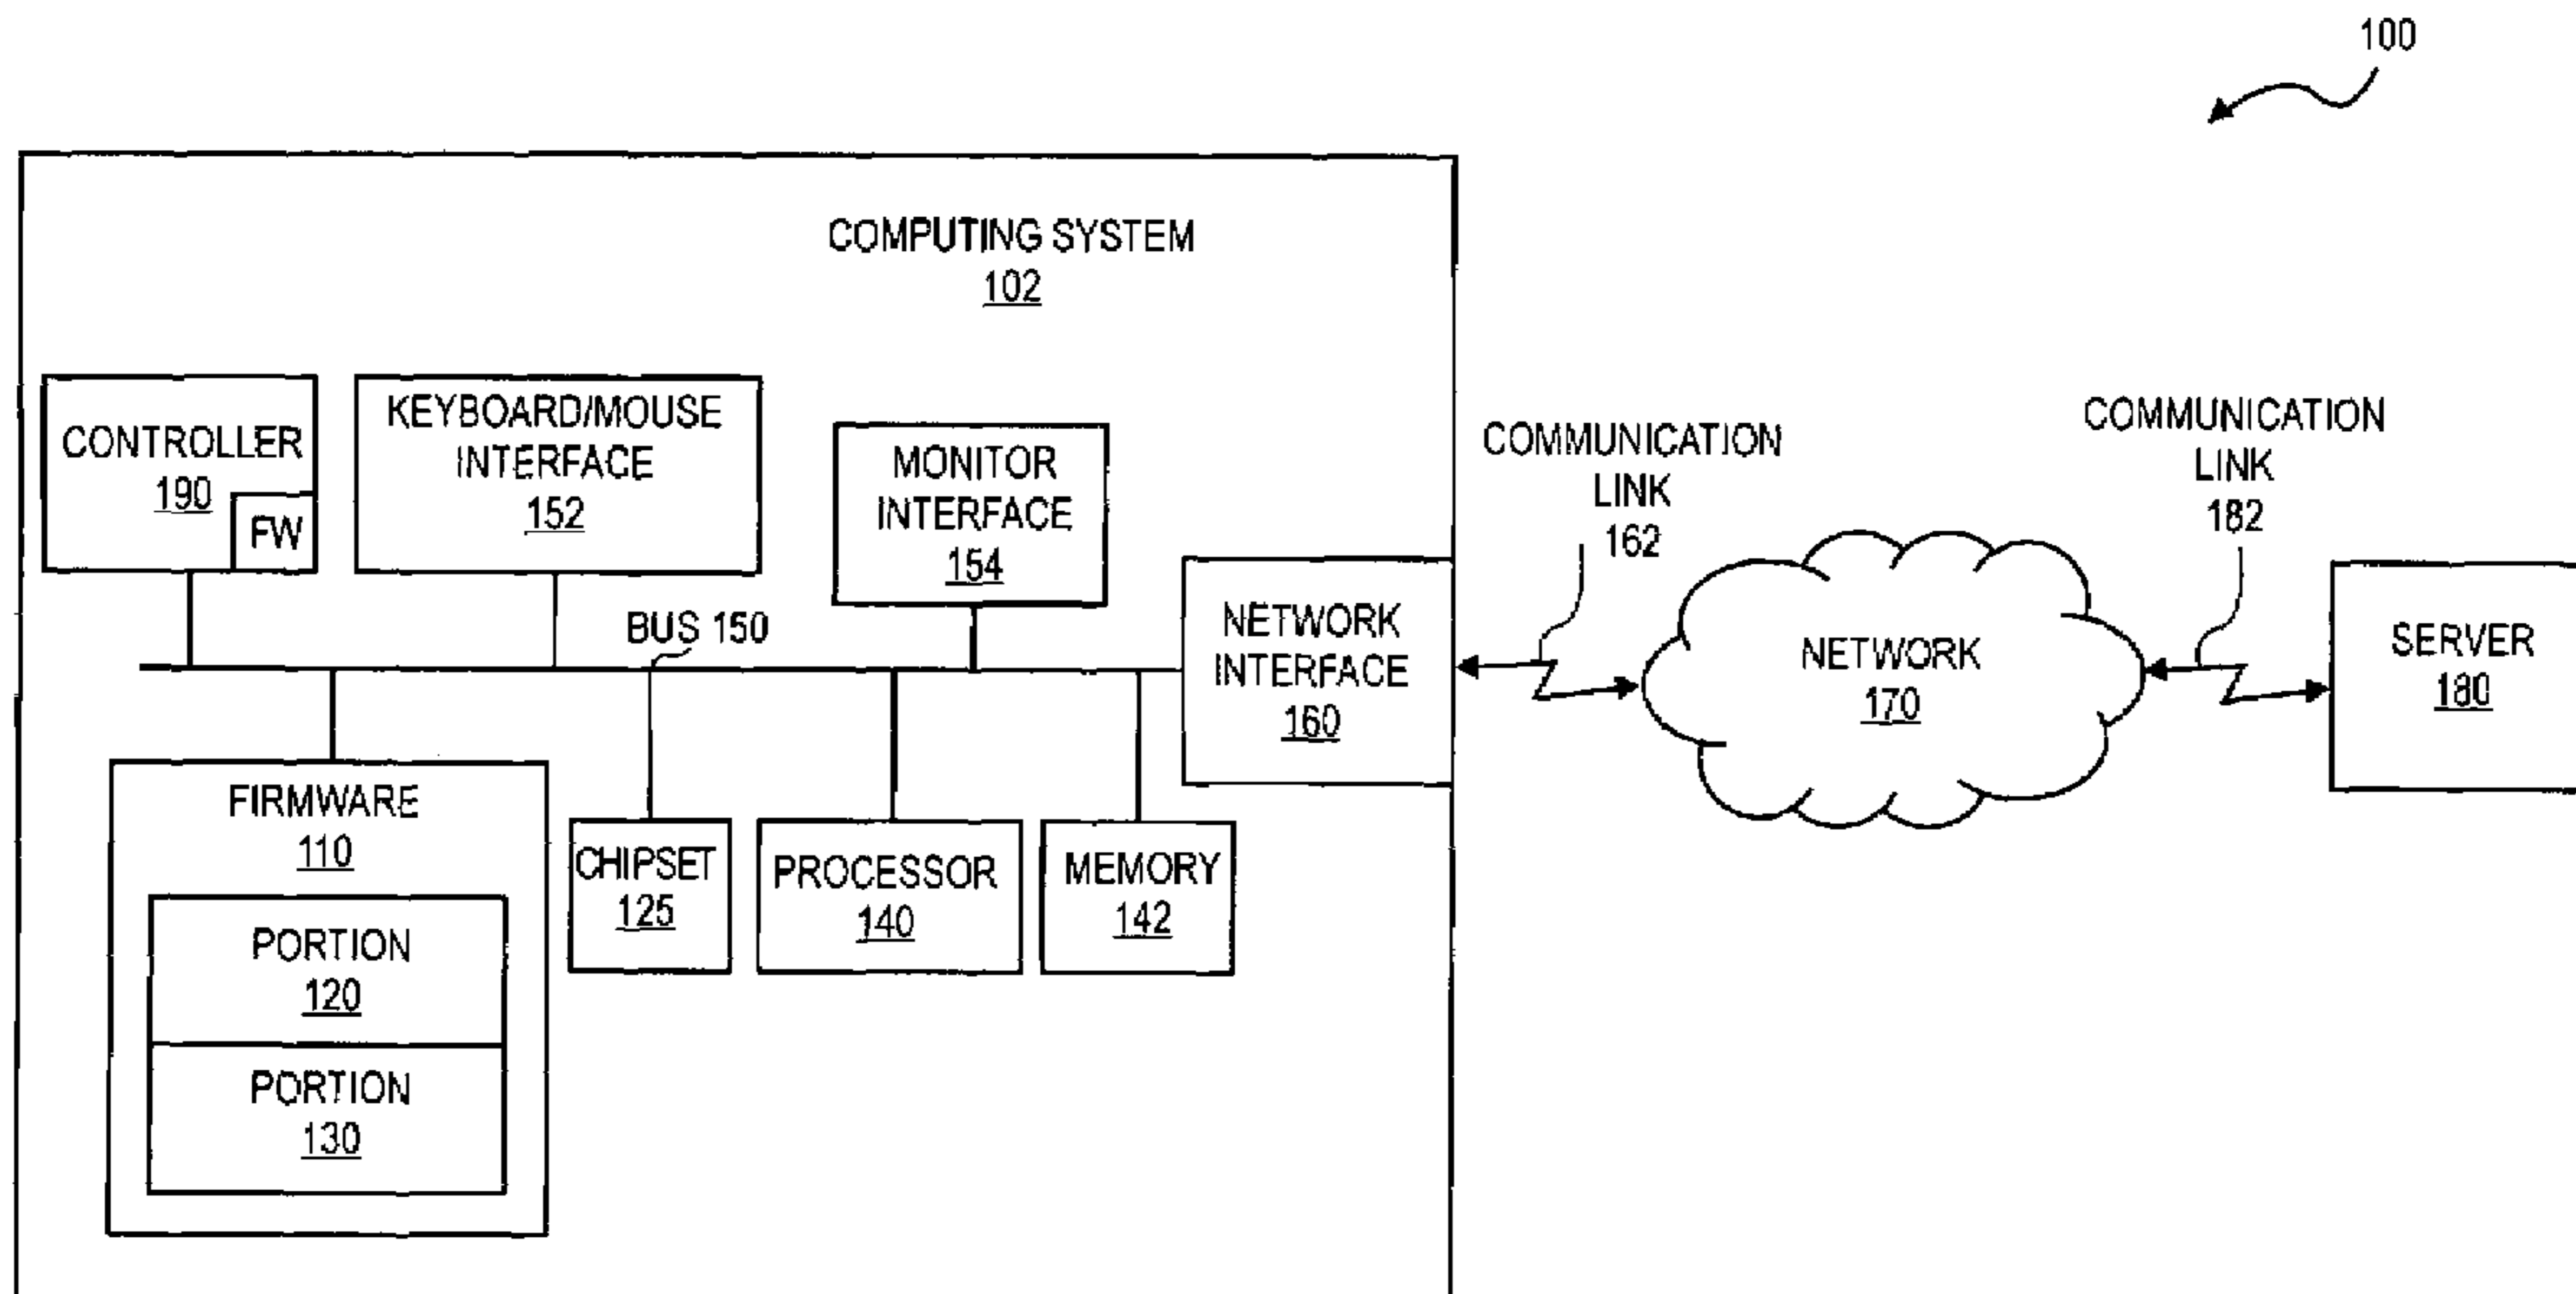 100
COMPUTING SYSTEM
102
CONTROLLER
190
FW
KEYBOARD/MOUSE
INTERFACE
152
MONITOR
INTERFACE
154
COMMUNICATION
LINK
162
COMMUNICATION
LINK
182
BUS 150
NETWORK
INTERFACE
160
NETWORK
170
SERVER
180
FIRMWARE
110
PORTION
120
PORTION
130
CHIPSET
125
PROCESSOR
140
MEMORY
142